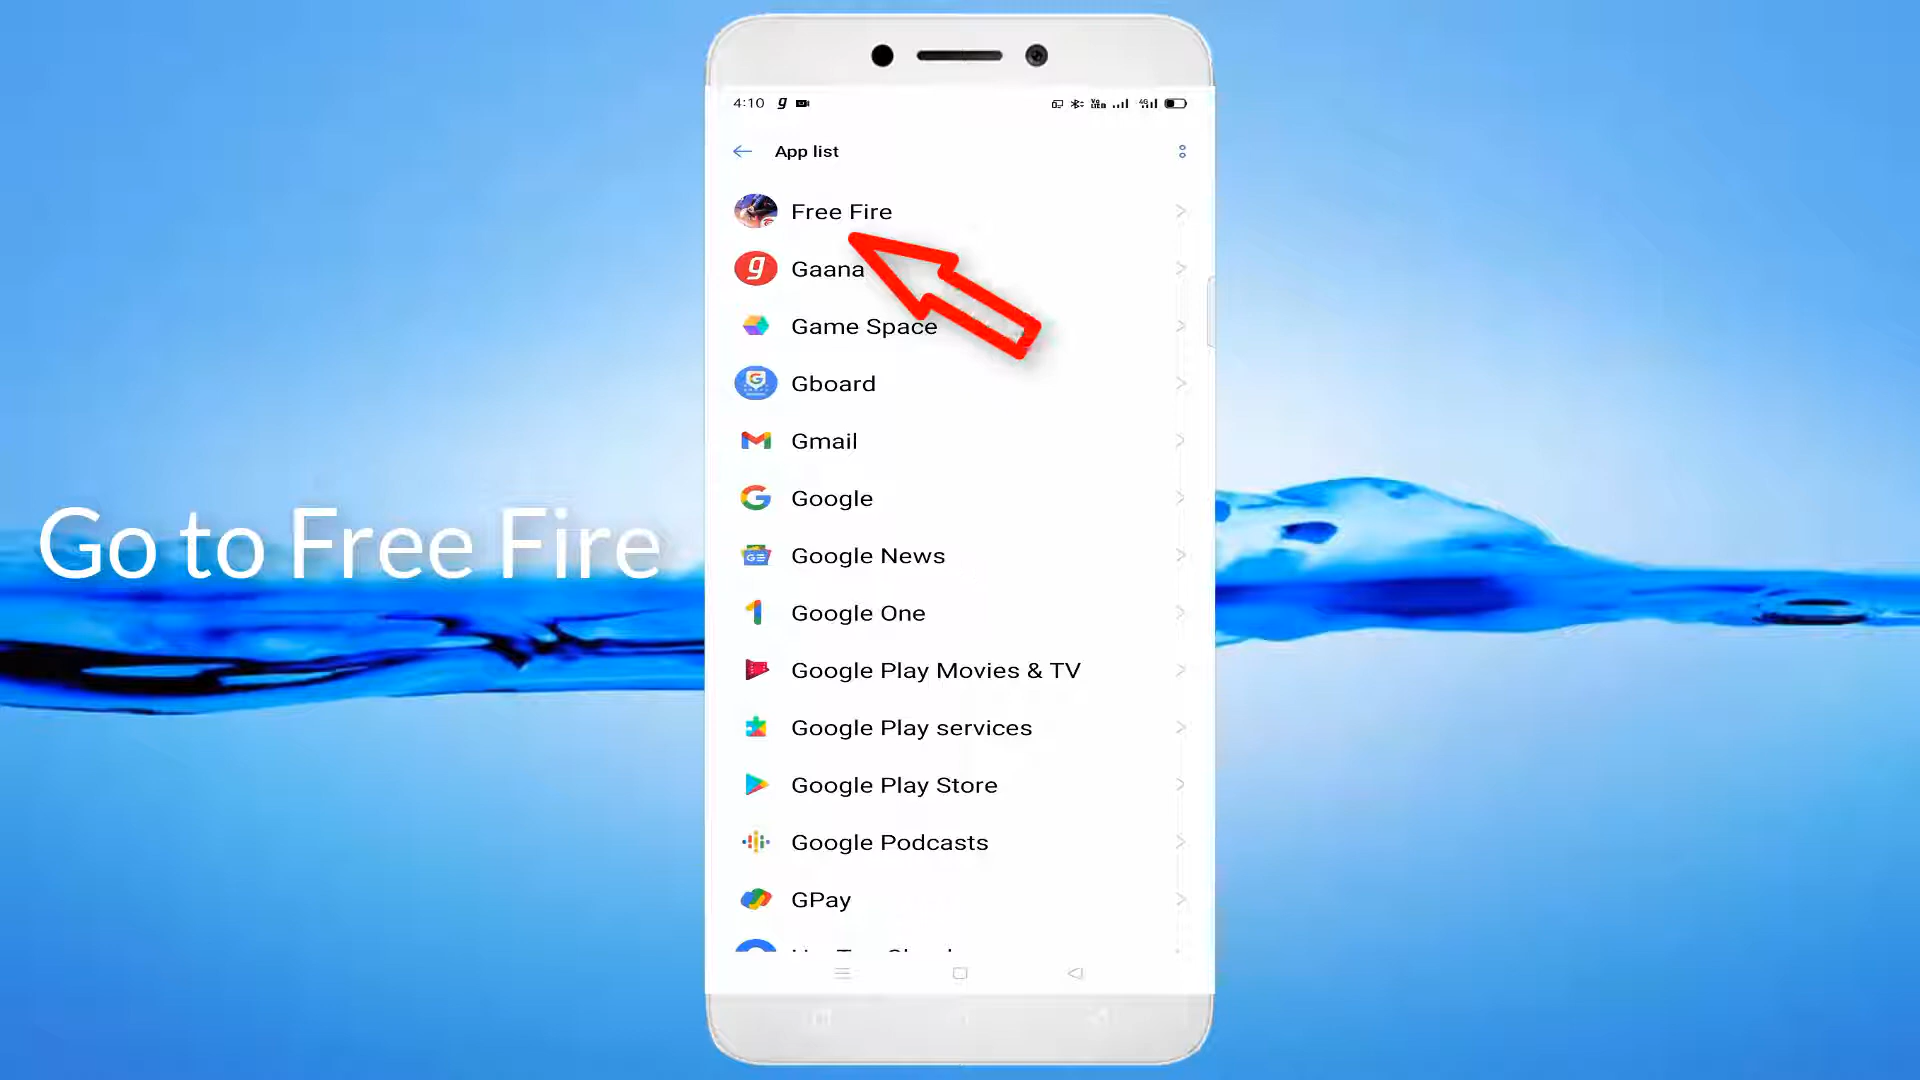 4:10
App list
Free Fire
Gaana
Game Space
Gboard
Gmail
Google
Google News
Google One
Google Play Movies & TV
Google Play services
Google Play Store
Google Podcasts
GPay
Go to Free Fire